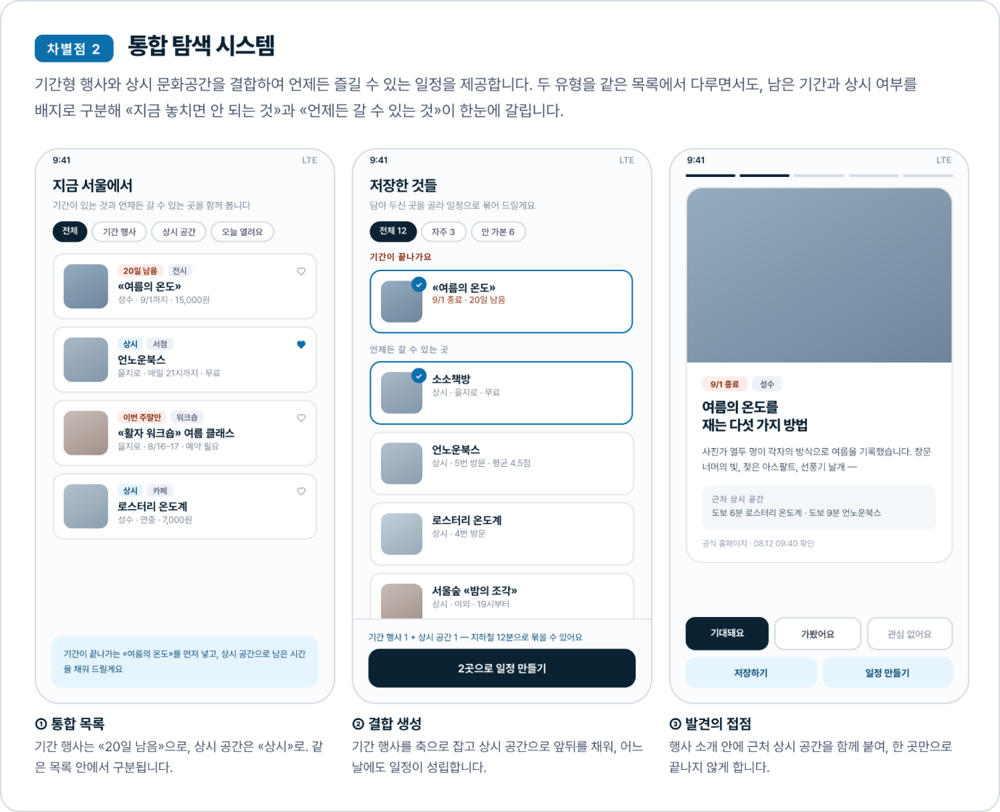 차별점 2
통합 탐색 시스템
기간형 행사와 상시 문화공간을 결합하여 언제든 즐길 수 있는 일정을 제공합니다. 두 유형을 같은 목록에서 다루면서도, 남은 기간과 상시 여부를
배지로 구분해 «지금 놓치면 안 되는 것»과 «언제든 갈 수 있는 것»이 한눈에 갈립니다.
9:41 LTE
지금 서울에서
기간이 있는 것과 언제든 갈 수 있는 곳을 함께 봅니다
전체 기간 행사 상시 공간 오늘 열려요
20일 남음 전시
«여름의 온도»
성수 · 9/1까지 · 15,000원
상시 서점
언노운북스
을지로 · 매일 21시까지 · 무료
이번 주말만 워크숍
«활자 워크숍» 여름 클래스
을지로 · 8/16–17 · 예약 필요
상시 카페
로스터리 온도계
성수 · 연중 · 7,000원
기간이 끝나가는 «여름의 온도»를 먼저 넣고, 상시 공간으로 남은 시간
을 채워 드릴게요
① 통합 목록
기간 행사는 «20일 남음»으로, 상시 공간은 «상시»로. 같
은 목록 안에서 구분됩니다.
9:41 LTE
저장한 것들
담아 두신 곳을 골라 일정으로 묶어 드릴게요
전체 12 자주 3 안 가본 6
기간이 끝나가요
«여름의 온도»
9/1 종료 · 20일 남음
언제든 갈 수 있는 곳
소소책방
상시 · 을지로 · 무료
언노운북스
상시 · 5번 방문 · 평균 4.5점
로스터리 온도계
상시 · 4번 방문
서울숲 «밤의 조각»
상시 · 야외 · 19시부터
기간 행사 1 + 상시 공간 1 — 지하철 12분으로 묶을 수 있어요
2곳으로 일정 만들기
② 결합 생성
기간 행사를 축으로 잡고 상시 공간으로 앞뒤를 채워, 어느
날에도 일정이 성립합니다.
9:41 LTE
9/1 종료 성수
여름의 온도를
재는 다섯 가지 방법
사진가 열두 명이 각자의 방식으로 여름을 기록했습니다. 창문
너머의 빛, 젖은 아스팔트, 선풍기 날개 —
근처 상시 공간
도보 6분 로스터리 온도계 · 도보 9분 언노운북스
공식 홈페이지 · 08.12 09:40 확인
기대돼요 가봤어요 관심 없어요
저장하기 일정 만들기
③ 발견의 접점
행사 소개 안에 근처 상시 공간을 함께 붙여, 한 곳만으로
끝나지 않게 합니다.